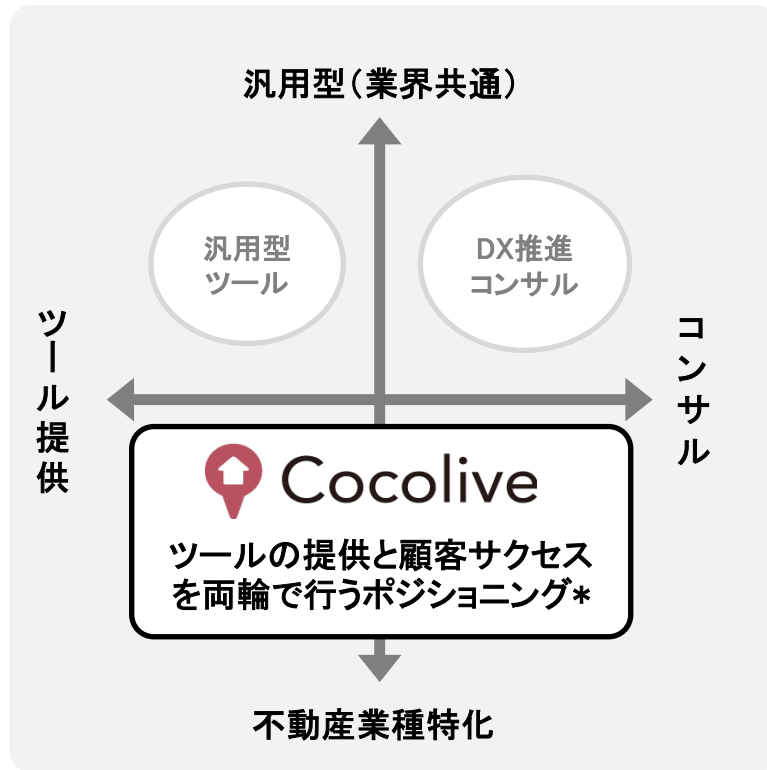 汎用型（業界共通）
汎用型
ツール
DX推進
コンサル
ツール提供
コンサル
Cocolive
ツールの提供と顧客サクセス
を両輪で行うポジショニング*
不動産業種特化